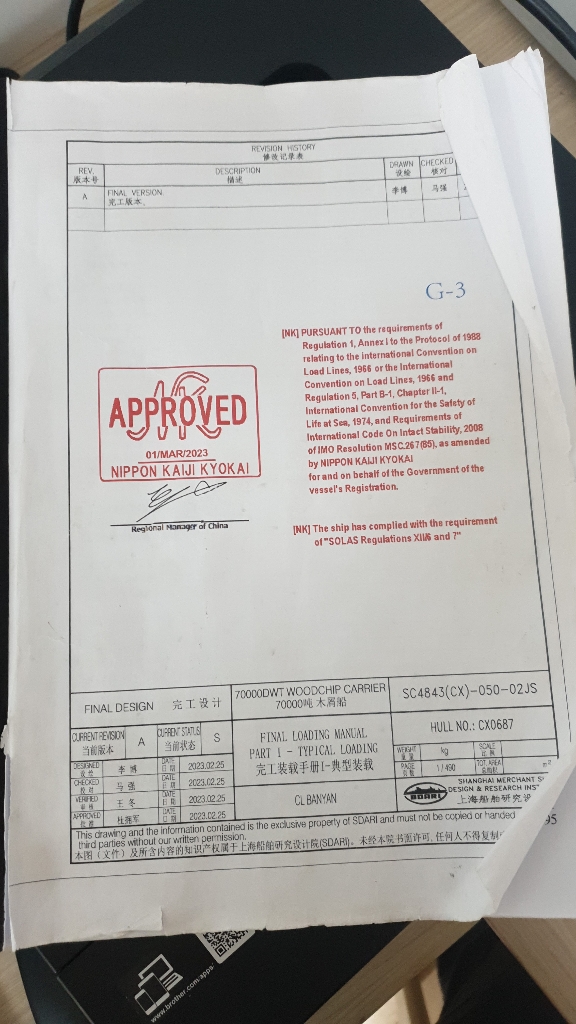 REVISION HISTORY
修改记录表
REV. DESCRIPTION DRAWN CHECKED
版本号 描述 设绘 校对
A FINAL VERSION. 李博 马强
完工版本。
G-3
[NK] PURSUANT TO the requirements of
Regulation 1, Annex I to the Protocol of 1988
relating to the international Convention on
Load Lines, 1966 or the International
Convention on Load Lines, 1966 and
Regulation 5, Part B-1, Chapter II-1,
International Convention for the Safety of
Life at Sea, 1974, and Requirements of
International Code On Intact Stability, 2008
of IMO Resolution MSC.267(85), as amended
by NIPPON KAIJI KYOKAI
for and on behalf of the Government of the
vessel's Registration.
NK
APPROVED
01/MAR/2023
NIPPON KAIJI KYOKAI
Regional Manager of China
[NK] The ship has complied with the requirement
of "SOLAS Regulations XII/6 and 7"
FINAL DESIGN 完工设计
70000DWT WOODCHIP CARRIER
70000吨 木屑船
SC4843(CX)-050-02JS
HULL NO.: CX0687
CURRENT REVISION A CURRENT STATUS S
当前版本 当前状态
FINAL LOADING MANUAL
PART I - TYPICAL LOADING
完工装载手册I-典型装载
CL BANYAN
WEIGHT kg SCALE
重量
PAGE 1/490 TOT. AREA m²
页数
DESIGNED 李博 DATE 2023.02.25
设绘 日期
CHECKED 马强 DATE 2023.02.25
校对 日期
VERIFIED 王冬 DATE 2023.02.25
审核 日期
APPROVED 杜海军 DATE 2023.02.25
批准 日期
SDARI
SHANGHAI MERCHANT
DESIGN & RESEARCH INST
上海船舶研究设
This drawing and the information contained is the exclusive property of SDARI and must not be copied or handed
third parties without our written permission.
本图(文件)及所含内容的知识产权属于上海船舶研究设计院(SDARI)。未经本院书面许可,任何人不得复制
95
www.brother.com.apps